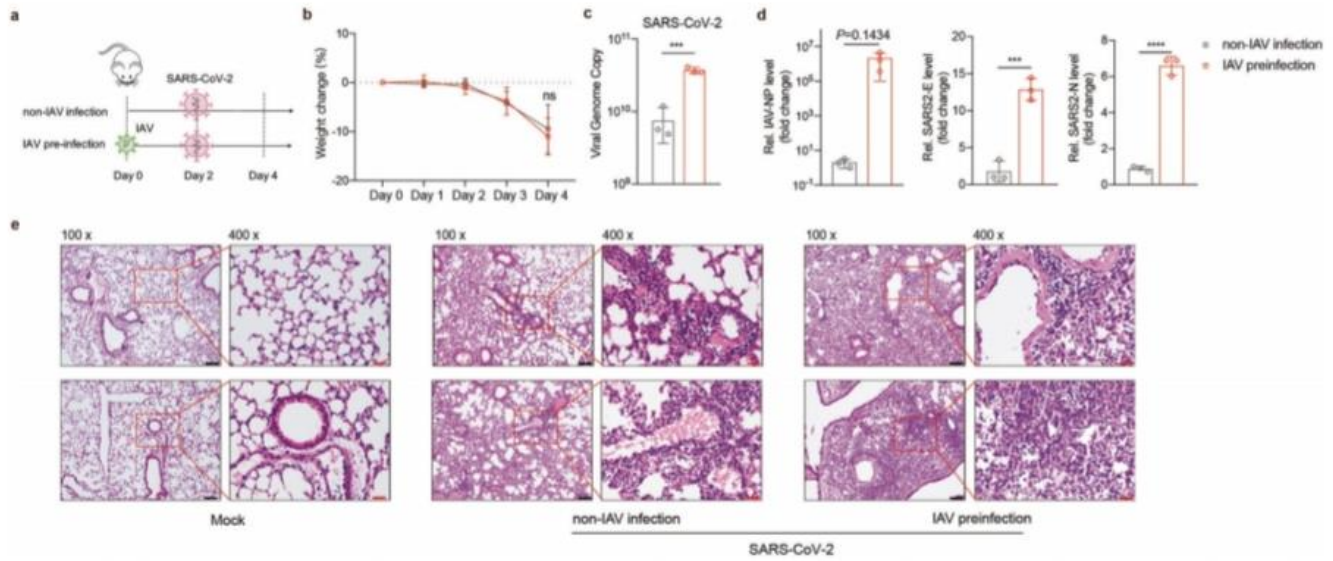 a
SARS-CoV-2
non-IAV infection
IAV
IAV pre-infection
Day 0
Day 2
Day 4
b
Weight change (%)
10
0
-10
-20
ns
Day 0 Day 1 Day 2 Day 3 Day 4
c
SARS-CoV-2
Viral Genome Copy
10¹¹
10¹⁰
10⁹
***
d
P=0.1434
Rel. IAV-NP level
(fold change)
10⁷
***
Rel. SARS2-E level
(fold change)
20
15
10
5
0
****
Rel. SARS2-N level
(fold change)
8
6
4
2
0
non-IAV infection
IAV preinfection
e
100 x
400 x
100 x
400 x
100 x
400 x
Mock
non-IAV infection
IAV preinfection
SARS-CoV-2